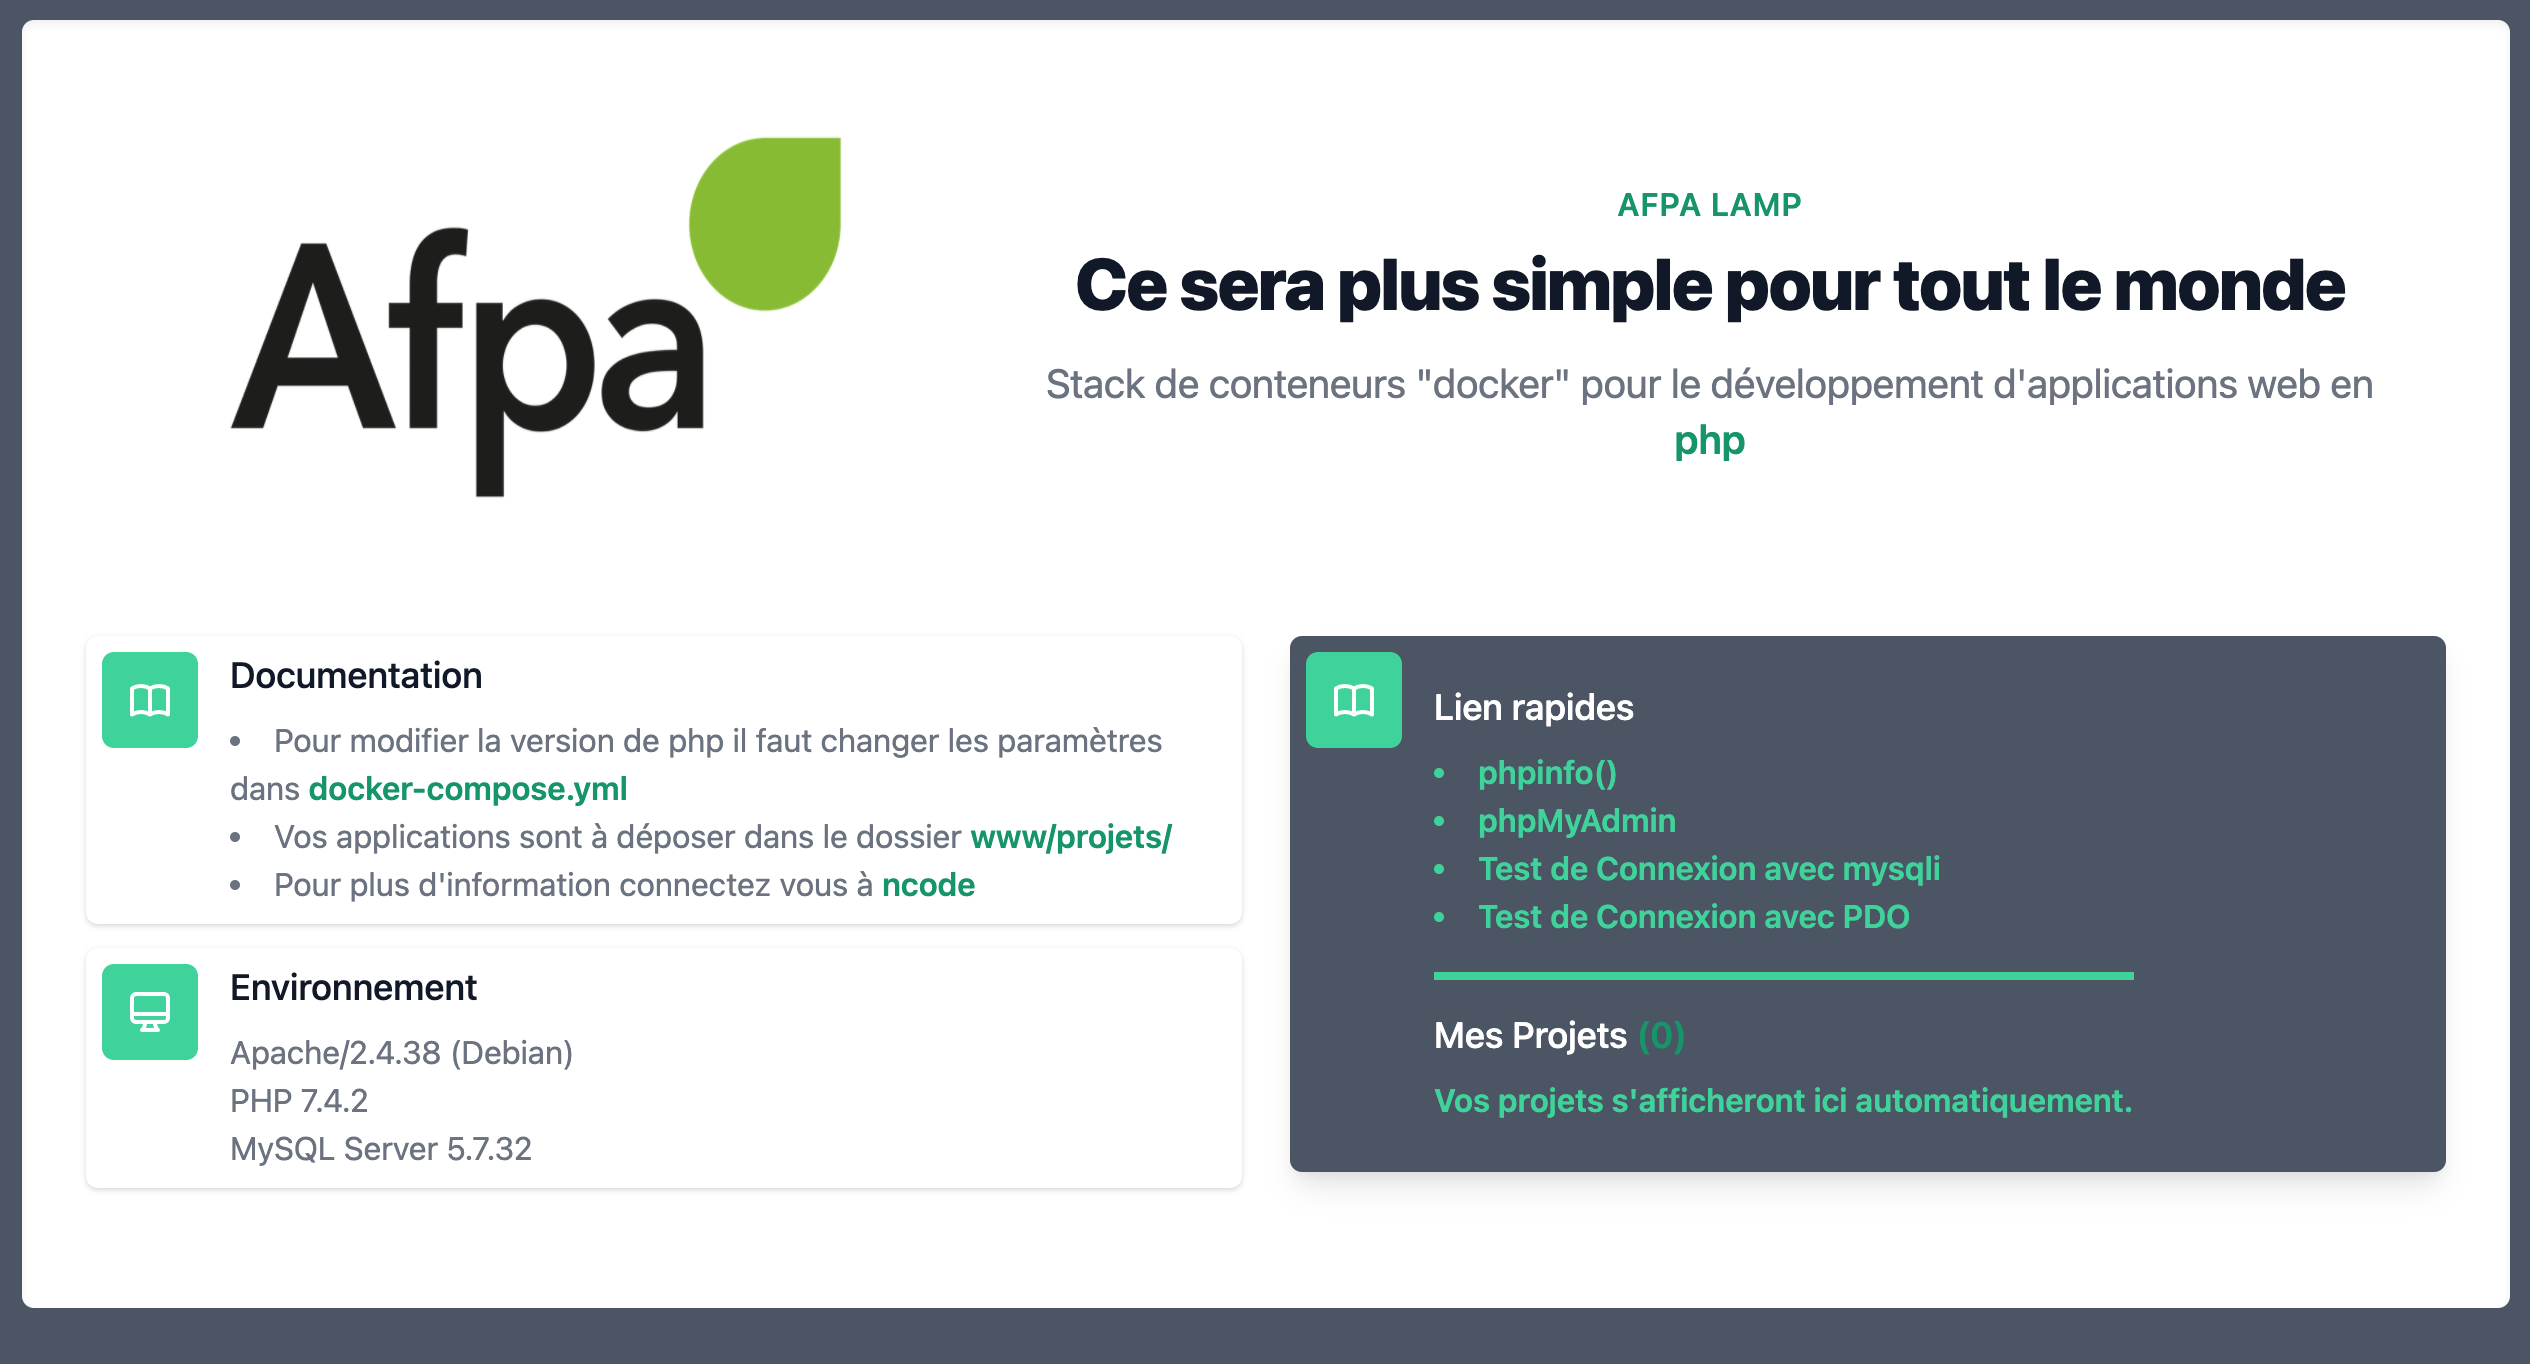 Afpa
AFPA LAMP
Ce sera plus simple pour tout le monde
Stack de conteneurs "docker" pour le développement d'applications web en
php
Documentation
• Pour modifier la version de php il faut changer les paramètres
dans docker-compose.yml
• Vos applications sont à déposer dans le dossier www/projets/
• Pour plus d'information connectez vous à ncode
Environnement
Apache/2.4.38 (Debian)
PHP 7.4.2
MySQL Server 5.7.32
Lien rapides
• phpinfo()
• phpMyAdmin
• Test de Connexion avec mysqli
• Test de Connexion avec PDO
Mes Projets (0)
Vos projets s'afficheront ici automatiquement.